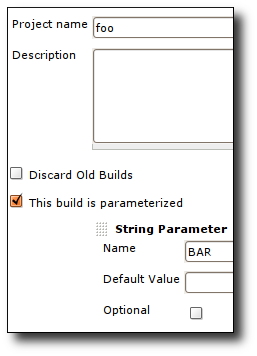 Project name foo
Description
Discard Old Builds
This build is parameterized
String Parameter
Name BAR
Default Value
Optional